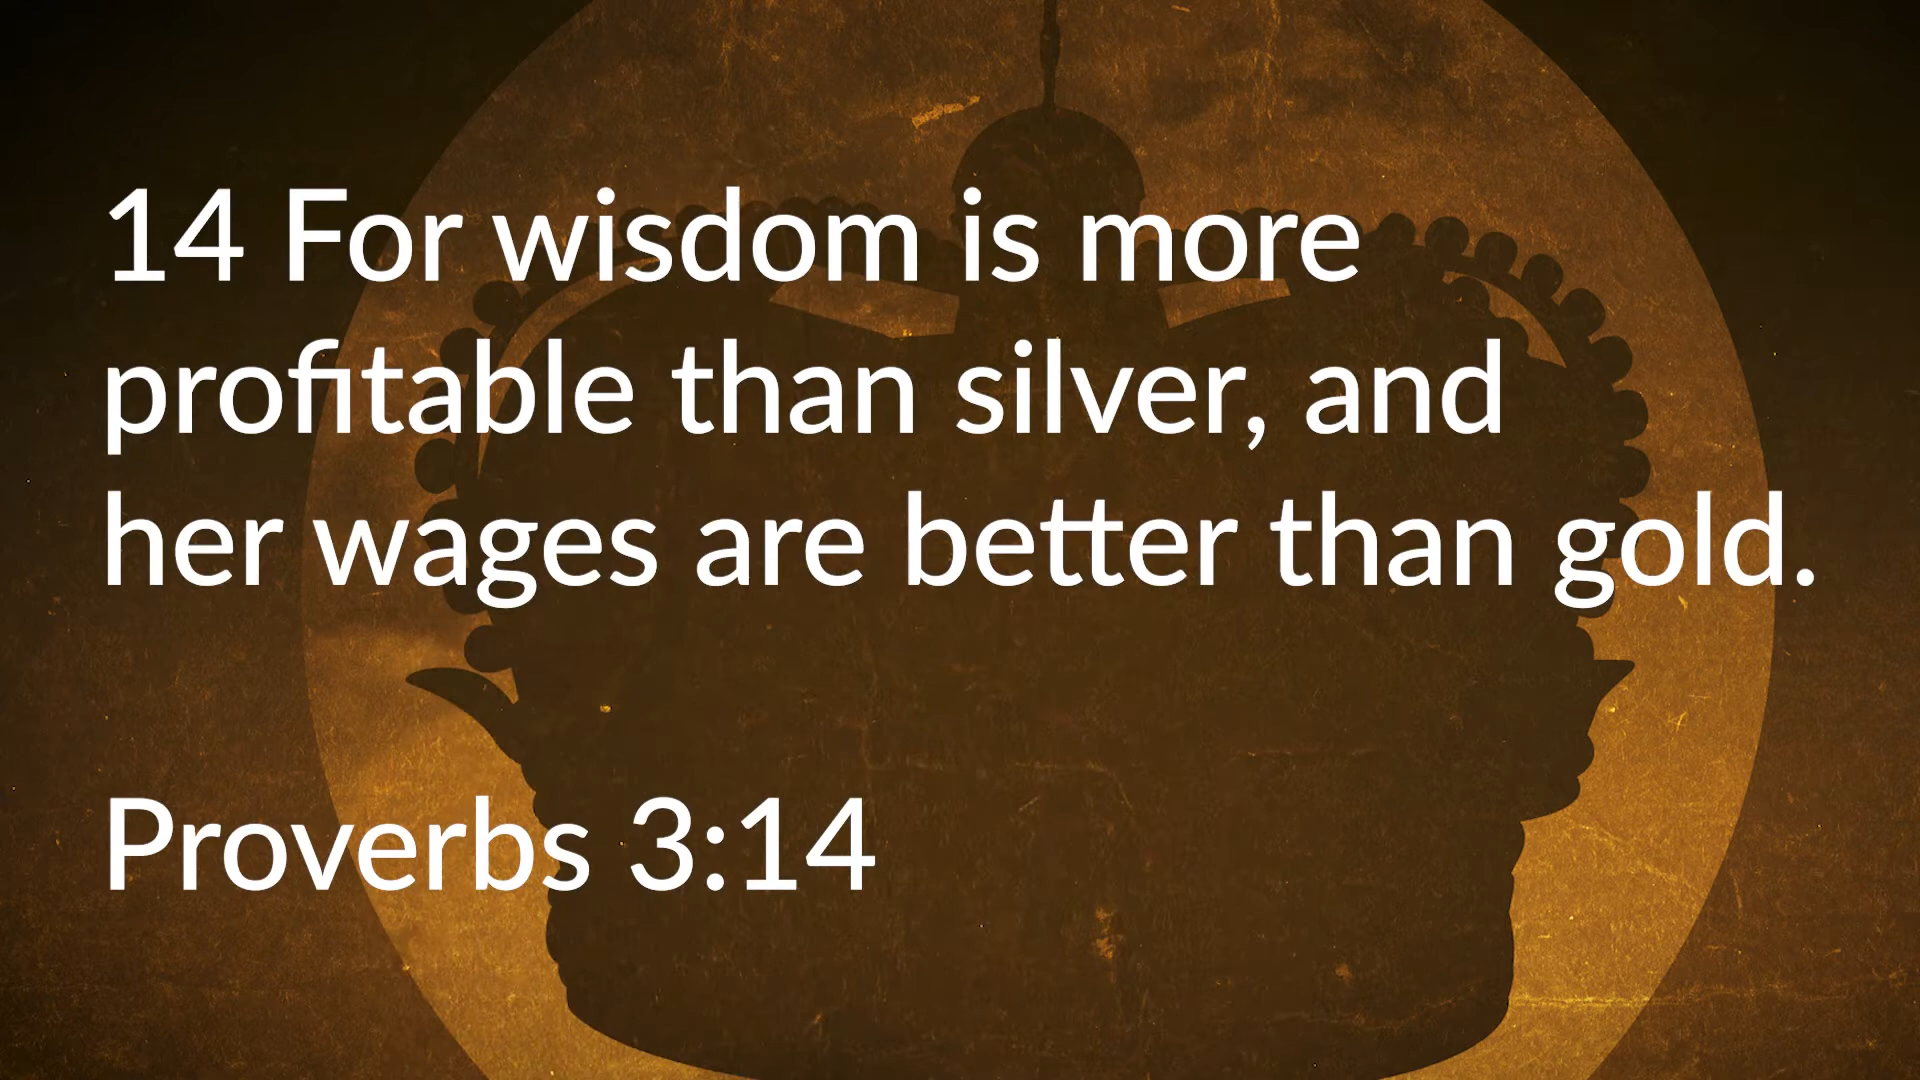 14 For wisdom is more
profitable than silver, and
her wages are better than gold.
Proverbs 3:14